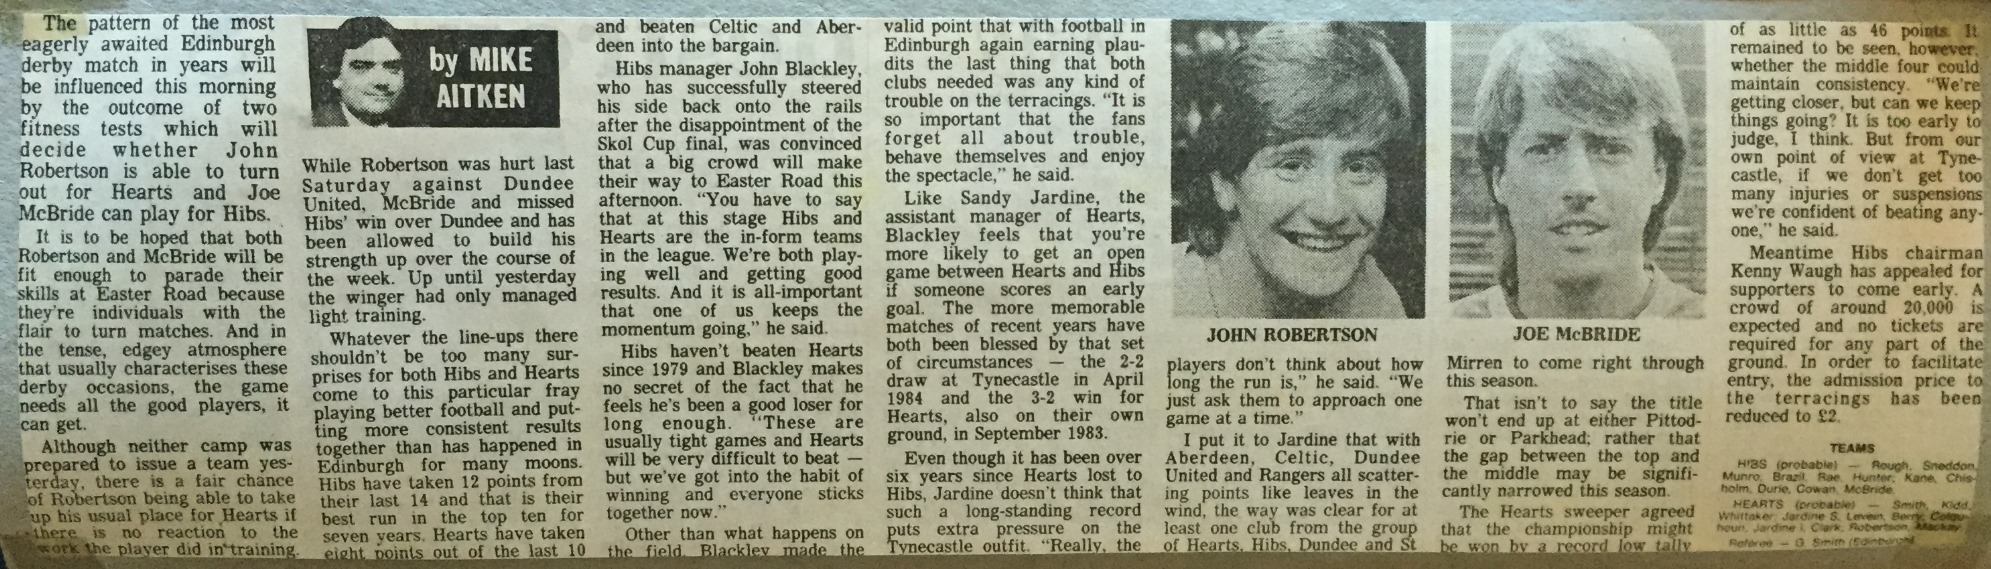 The pattern of the most
eagerly awaited Edinburgh
derby match in years will
be influenced this morning
by the outcome of two
fitness tests which will
decide whether John
Robertson is able to turn
out for Hearts and Joe
McBride can play for Hibs.
It is to be hoped that both
Robertson and McBride will be
fit enough to parade their
skills at Easter Road because
they're individuals with the
flair to turn matches. And in
the tense, edgey atmosphere
that usually characterises these
derby occasions, the game
needs all the good players, it
can get.
Although neither camp was
prepared to issue a team yes-
terday, there is a fair chance
of Robertson being able to take
up his usual place for Hearts if
there is no reaction to the
work the player did in training.
by MIKE
AITKEN
While Robertson was hurt last
Saturday against Dundee
United, McBride and missed
Hibs' win over Dundee and has
been allowed to build his
strength up over the course of
the week. Up until yesterday
the winger had only managed
light training.
Whatever the line-ups there
shouldn't be too many sur-
prises for both Hibs and Hearts
come to this particular fray
playing better football and put-
ting more consistent results
together than has happened in
Edinburgh for many moons.
Hibs have taken 12 points from
their last 14 and that is their
best run in the top ten for
seven years. Hearts have taken
eight points out of the last 10
and beaten Celtic and Aber-
deen into the bargain.
Hibs manager John Blackley,
who has successfully steered
his side back onto the rails
after the disappointment of the
Skol Cup final, was convinced
that a big crowd will make
their way to Easter Road this
afternoon. "You have to say
that at this stage Hibs and
Hearts are the in-form teams
in the league. We're both play-
ing well and getting good
results. And it is all-important
that one of us keeps the
momentum going," he said.
Hibs haven't beaten Hearts
since 1979 and Blackley makes
no secret of the fact that he
feels he's been a good loser for
long enough. "These are
usually tight games and Hearts
will be very difficult to beat —
but we've got into the habit of
winning and everyone sticks
together now."
Other than what happens on
the field, Blackley made the
valid point that with football in
Edinburgh again earning plau-
dits the last thing that both
clubs needed was any kind of
trouble on the terracings. "It is
so important that the fans
forget all about trouble,
behave themselves and enjoy
the spectacle," he said.
Like Sandy Jardine, the
assistant manager of Hearts,
Blackley feels that you're
more likely to get an open
game between Hearts and Hibs
if someone scores an early
goal. The more memorable
matches of recent years have
both been blessed by that set
of circumstances — the 2-2
draw at Tynecastle in April
1984 and the 3-2 win for
Hearts, also on their own
ground, in September 1983.
Even though it has been over
six years since Hearts lost to
Hibs, Jardine doesn't think that
such a long-standing record
puts extra pressure on the
Tynecastle outfit. "Really, the
JOHN ROBERTSON
players don't think about how
long the run is," he said. "We
just ask them to approach one
game at a time."
I put it to Jardine that with
Aberdeen, Celtic, Dundee
United and Rangers all scatter-
ing points like leaves in the
wind, the way was clear for at
least one club from the group
of Hearts, Hibs, Dundee and St
JOE McBRIDE
Mirren to come right through
this season.
That isn't to say the title
won't end up at either Pittod-
rie or Parkhead; rather that
the gap between the top and
the middle may be signifi-
cantly narrowed this season.
The Hearts sweeper agreed
that the championship might
be won by a record low tally
of as little as 46 points. It
remained to be seen, however,
whether the middle four could
maintain consistency. "We're
getting closer, but can we keep
things going? It is too early to
judge, I think. But from our
own point of view at Tyne-
castle, if we don't get too
many injuries or suspensions
we're confident of beating any-
one," he said.
Meantime Hibs chairman
Kenny Waugh has appealed for
supporters to come early. A
crowd of around 20,000 is
expected and no tickets are
required for any part of the
ground. In order to facilitate
entry, the admission price to
the terracings has been
reduced to £2.
TEAMS
HIBS (probable) — Rough, Sneddon,
Munro, Brazil, Rae, Hunter, Kane, Chis-
holm, Durie, Cowan, McBride.
HEARTS (probable) — Smith, Kidd,
Whittaker, Jardine S, Levein, Berry, Colqu-
houn, Jardine I, Clark, Robertson, Mackay.
Referee — G Smith (Edinburgh)